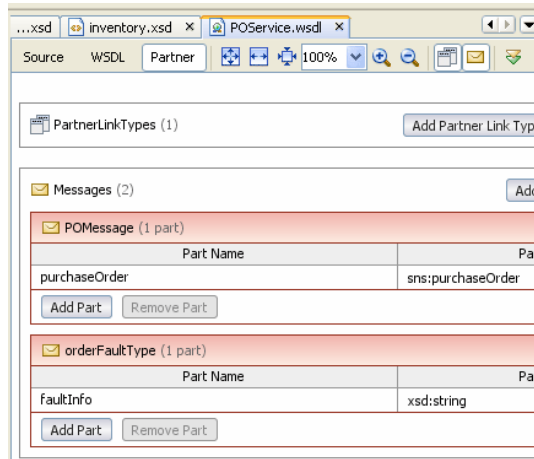 ...xsd inventory.xsd POService.wsdl
Source WSDL Partner 100%
PartnerLinkTypes (1) Add Partner Link Typ
Messages (2) Add
POMessage (1 part)
Part Name Pa
purchaseOrder sns:purchaseOrder
Add Part Remove Part
orderFaultType (1 part)
Part Name Pa
faultInfo xsd:string
Add Part Remove Part